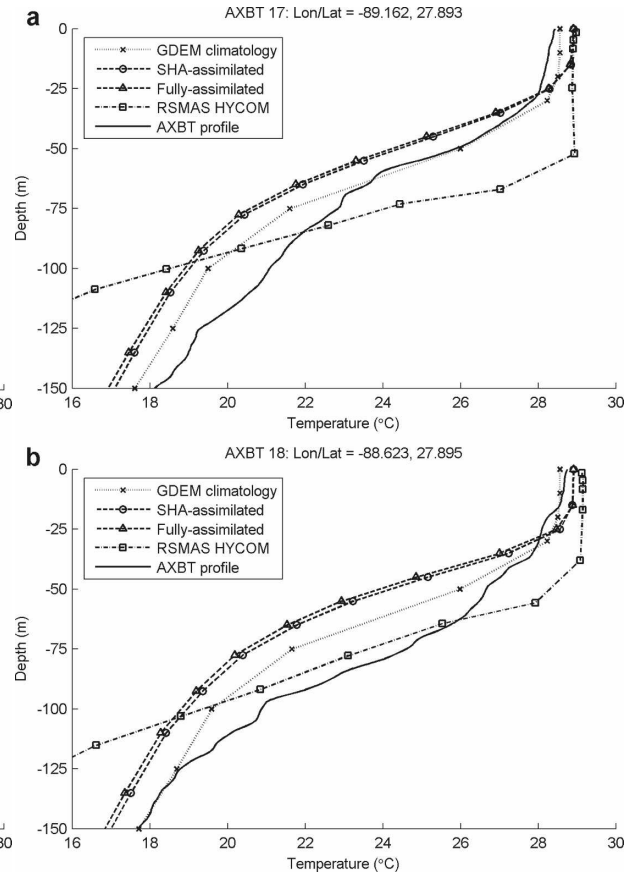 a
AXBT 17: Lon/Lat = -89.162, 27.893
GDEM climatology
SHA-assimilated
Fully-assimilated
RSMAS HYCOM
AXBT profile
Depth (m)
0
-25
-50
-75
-100
-125
-150
30
16 18 20 22 24 26 28 30
Temperature (°C)
b
AXBT 18: Lon/Lat = -88.623, 27.895
GDEM climatology
SHA-assimilated
Fully-assimilated
RSMAS HYCOM
AXBT profile
Depth (m)
0
-25
-50
-75
-100
-125
-150
30
16 18 20 22 24 26 28 30
Temperature (°C)